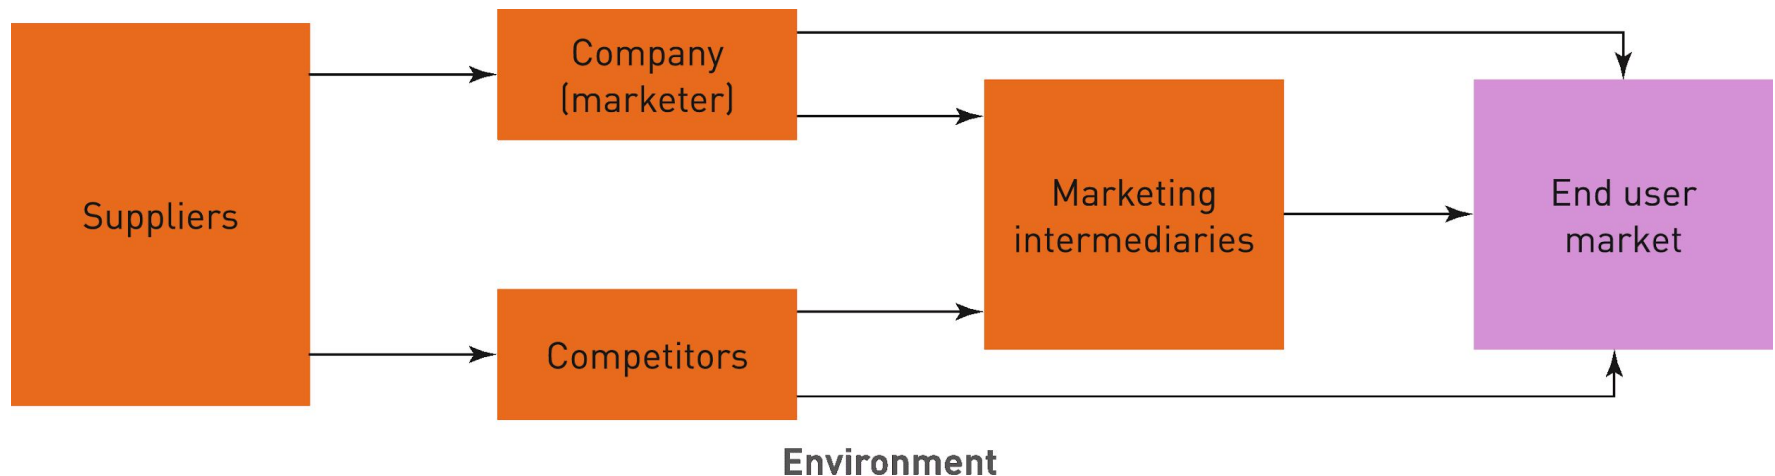 Suppliers
Company
(marketer)
Competitors
Marketing
intermediaries
End user
market
Environment